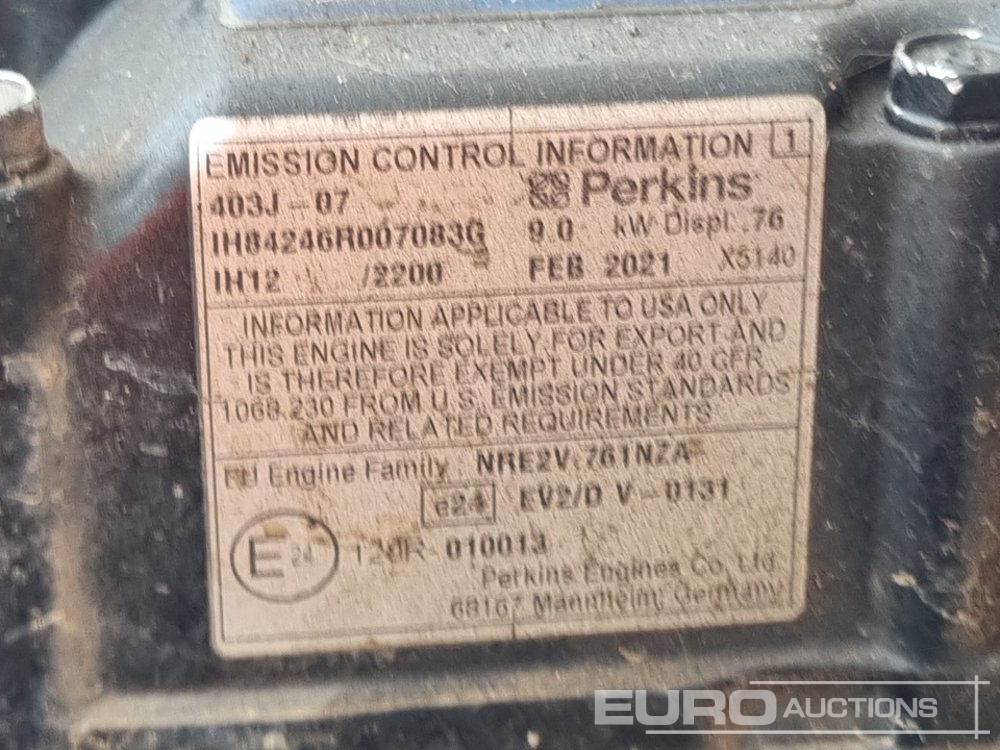 EMISSION CONTROL INFORMATION 1
403J-07 Perkins
IH84246R007083G 9.0 kW Displ .76
IH12 /2200 FEB 2021 X5140
INFORMATION APPLICABLE TO USA ONLY
THIS ENGINE IS SOLELY FOR EXPORT AND
IS THEREFORE EXEMPT UNDER 40 CFR
1068.230 FROM U.S. EMISSION STANDARDS
AND RELATED REQUIREMENTS
EU Engine Family: NRE2V.761NZA
e24 EV2/D V-0131
E 24 120R-010013
Perkins Engines Co. Ltd.
68167 Mannheim, Germany
EURO AUCTIONS